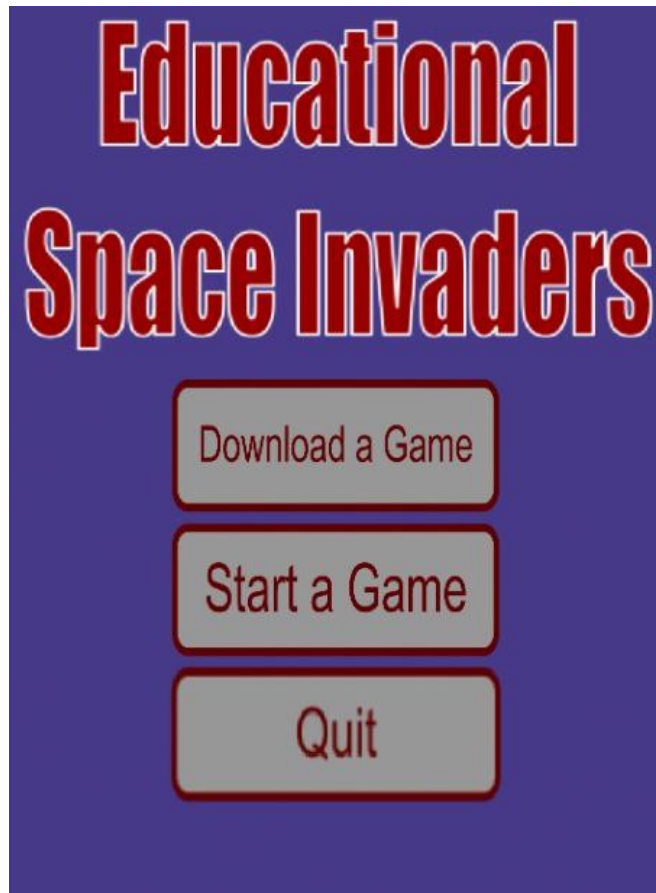 Educational
Space Invaders
Download a Game
Start a Game
Quit